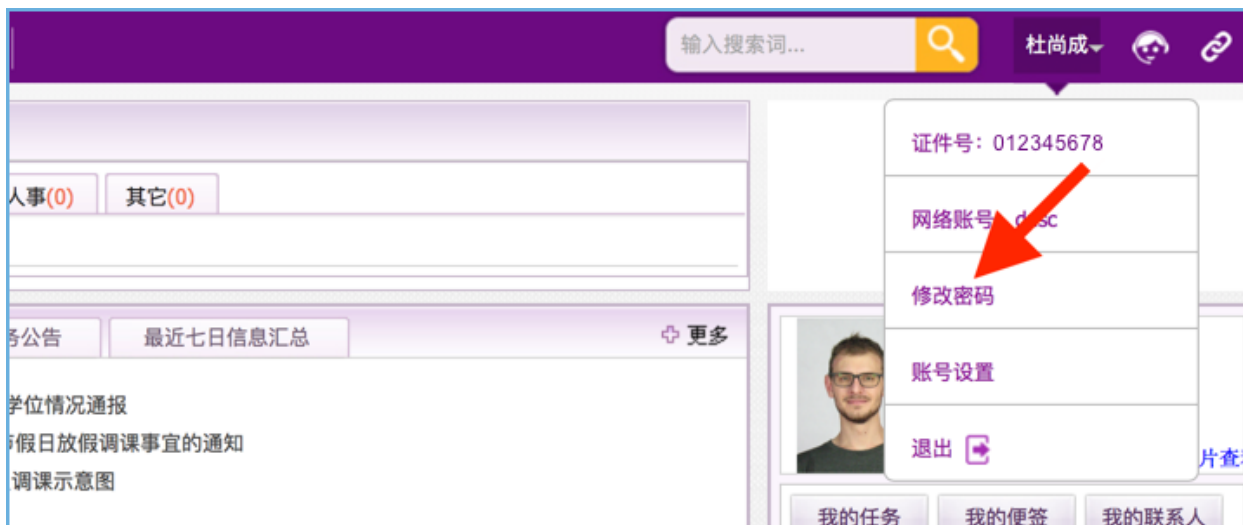 输入搜索词...
杜尚成
证件号：012345678
人事(0)
其它(0)
网络账号
修改密码
公告
最近七日信息汇总
更多
账号设置
学位情况通报
假日放假调课事宜的通知
调课示意图
退出
片查
我的任务
我的便签
我的联系人